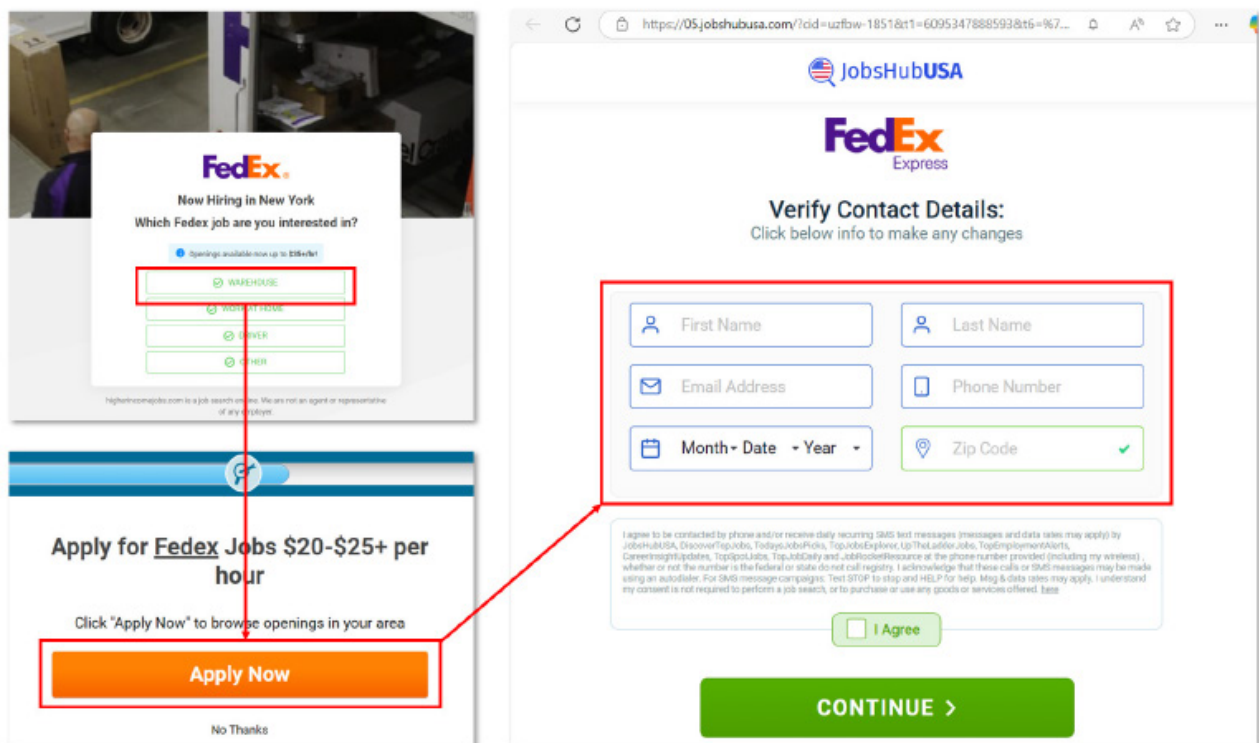 FedEx®
Now Hiring in New York
Which Fedex job are you interested in?
Openings available now up to $35+/hr!
WAREHOUSE
WORK AT HOME
DRIVER
OTHER
higherincomejobs.com is a job search engine. We are not an agent or representative
of any employer.
Apply for Fedex Jobs $20-$25+ per
hour
Click "Apply Now" to browse openings in your area
Apply Now
No Thanks
https://05.jobshubusa.com/?cid=uzfbw-1851&t1=6095347888593&t6=%7...
JobsHubUSA
FedEx
Express
Verify Contact Details:
Click below info to make any changes
First Name
Last Name
Email Address
Phone Number
Month Date Year
Zip Code
I agree to be contacted by phone and/or receive daily recurring SMS text messages (messages and data rates may apply) by
JobsHubUSA, DiscoverTopJobs, TodaysJobsPicks, TopJobsExplorer, UpTheLadderJobs, TopEmploymentAlerts,
CareerInsightUpdates, TopSpotJobs, TopJobDaily and JobRocketResource at the phone number provided (including my wireless) ,
whether or not the number is the federal or state do not call registry. I acknowledge that these calls or SMS messages may be made
using an autodialer. For SMS message campaigns: Text STOP to stop and HELP for help. Msg & data rates may apply. I understand
my consent is not required to perform a job search, or to purchase or use any goods or services offered. here
I Agree
CONTINUE >